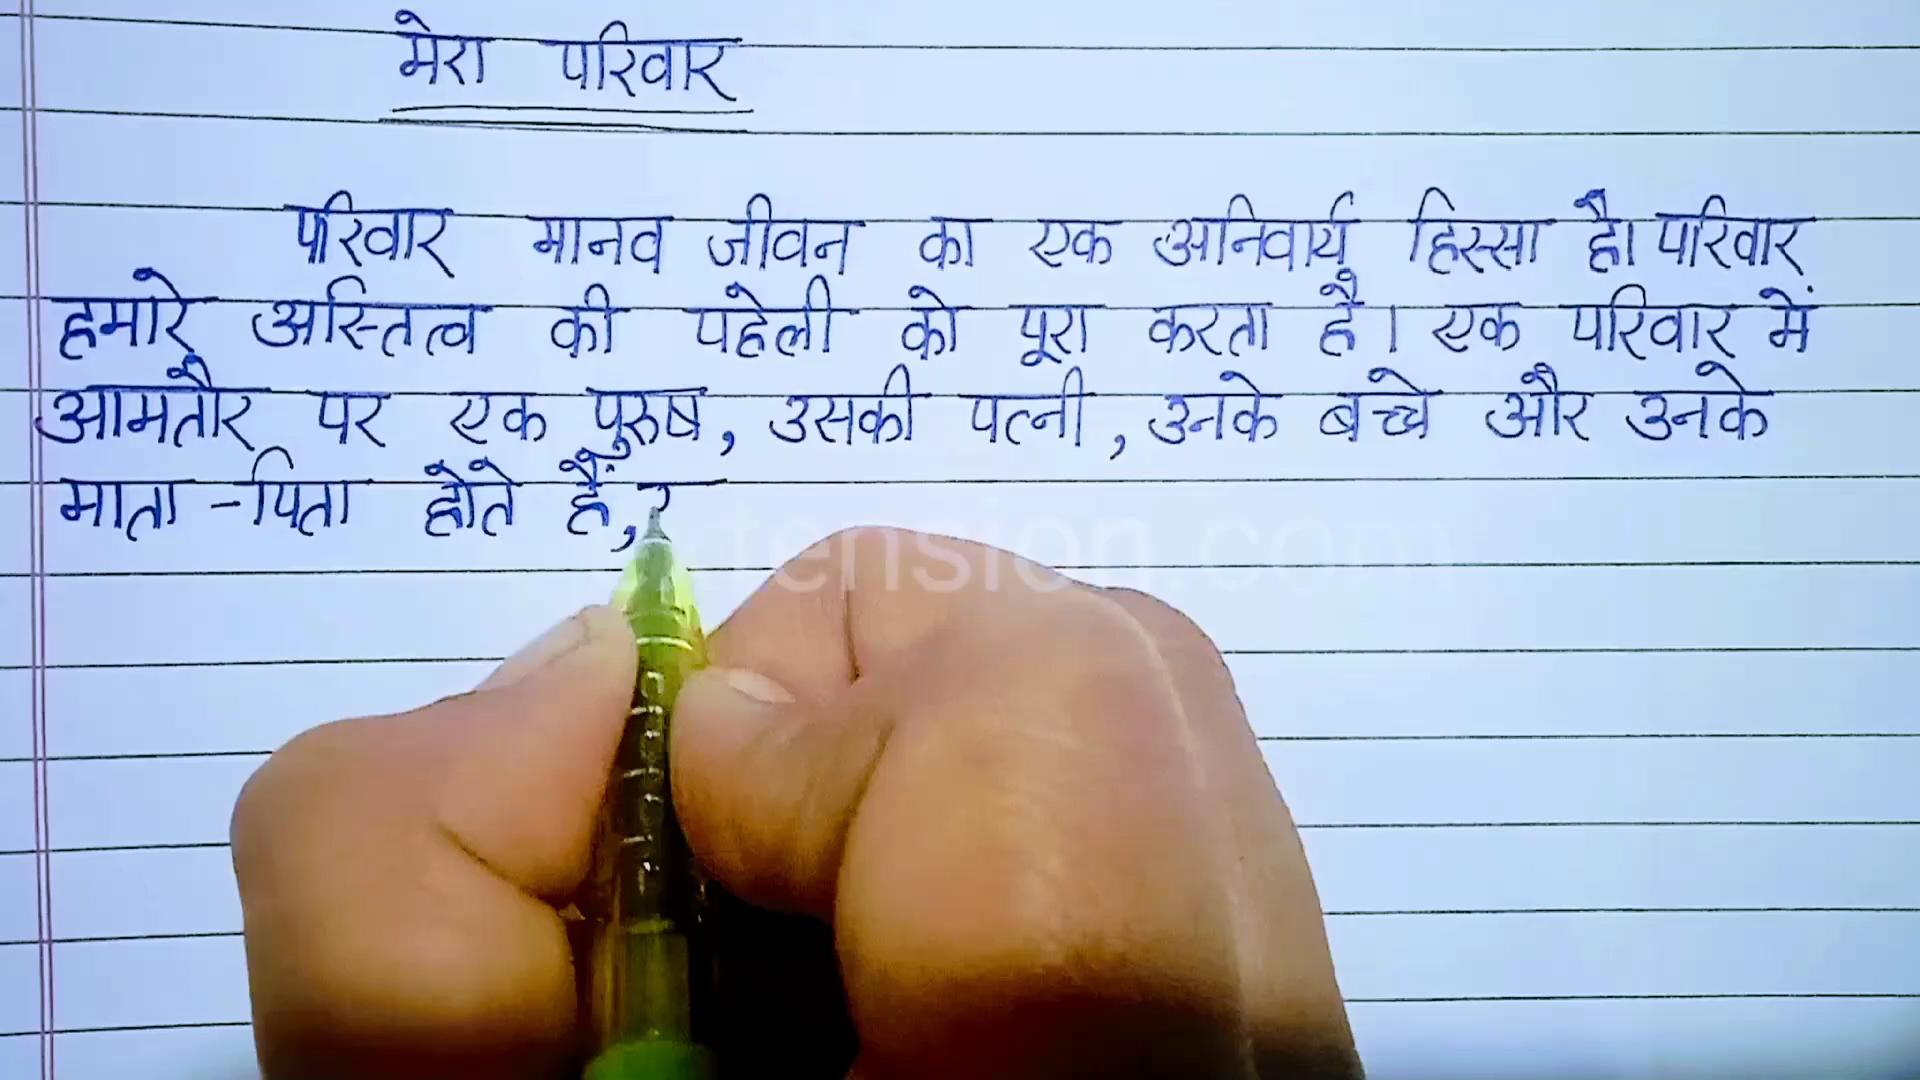 मेरा परिवार
परिवार मानव जीवन का एक अनिवार्य हिस्सा है। परिवार
हमारे अस्तित्व की पहेली को पूरा करता है। एक परिवार में
आमतौर पर एक पुरुष, उसकी पत्नी, उनके बच्चे और उनके
माता-पिता होते हैं,